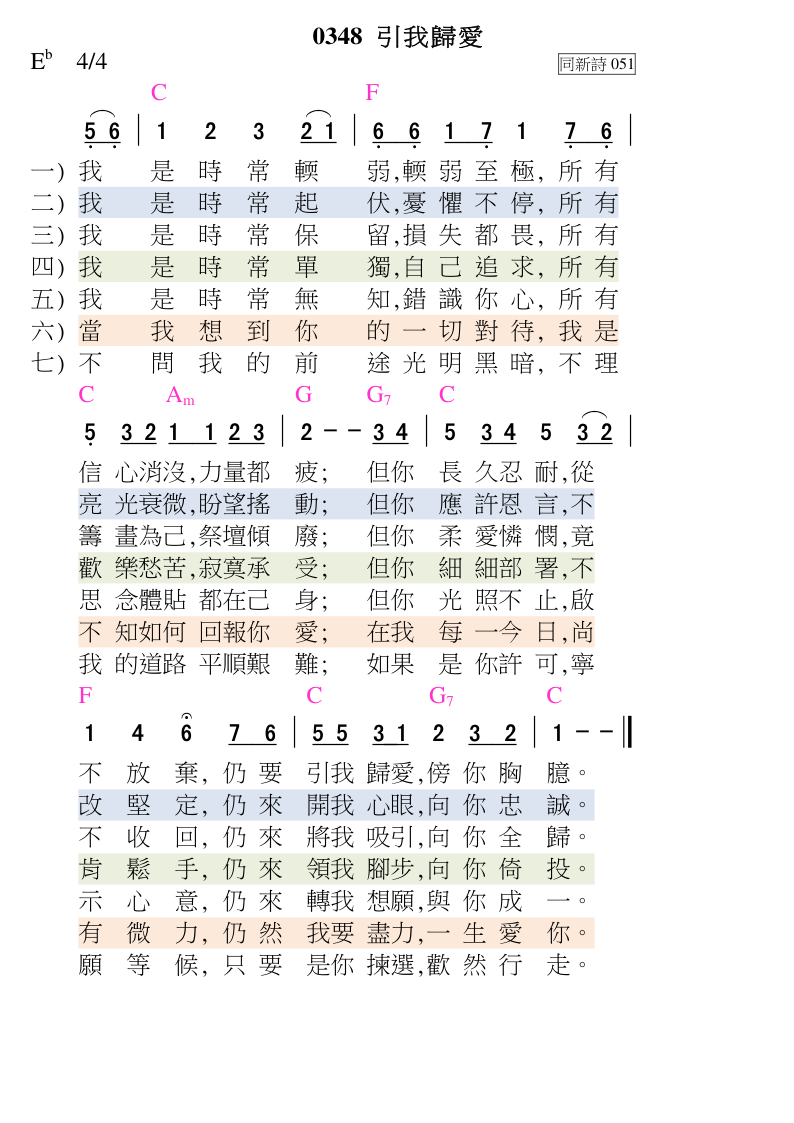 0348 引我歸愛
E♭ 4/4 同新詩 051
C F
5 6 | 1 2 3 2 1 | 6 6 1 7 1 7 6 |
一) 我 是 時 常 輭 弱,輭 弱 至 極, 所 有
二) 我 是 時 常 起 伏,憂 懼 不 停, 所 有
三) 我 是 時 常 保 留,損 失 都 畏, 所 有
四) 我 是 時 常 單 獨,自 己 追 求, 所 有
五) 我 是 時 常 無 知,錯 識 你 心, 所 有
六) 當 我 想 到 你 的 一 切 對 待, 我 是
七) 不 問 我 的 前 途 光 明 黑 暗, 不 理
C Am G G7 C
5 3 2 1 1 2 3 | 2 - - 3 4 | 5 3 4 5 3 2 |
信 心消沒,力量都 疲; 但你 長 久忍 耐,從
亮 光衰微,盼望搖 動; 但你 應 許恩 言,不
籌 畫為己,祭壇傾 廢; 但你 柔 愛憐 憫,竟
歡 樂愁苦,寂寞承 受; 但你 細 細部 署,不
思 念體貼 都在己 身; 但你 光 照不 止,啟
不 知如何 回報你 愛; 在我 每 一今 日,尚
我 的道路 平順艱 難; 如果 是 你許 可,寧
F C G7 C
1 4 6 7 6 | 5 5 3 1 2 3 2 | 1 - - ‖
不 放 棄, 仍 要 引我 歸愛,傍 你 胸 臆。
改 堅 定, 仍 來 開我 心眼,向 你 忠 誠。
不 收 回, 仍 來 將我 吸引,向 你 全 歸。
肯 鬆 手, 仍 來 領我 腳步,向 你 倚 投。
示 心 意, 仍 來 轉我 想願,與 你 成 一。
有 微 力, 仍 然 我要 盡力,一 生 愛 你。
願 等 候, 只 要 是你 揀選,歡 然 行 走。